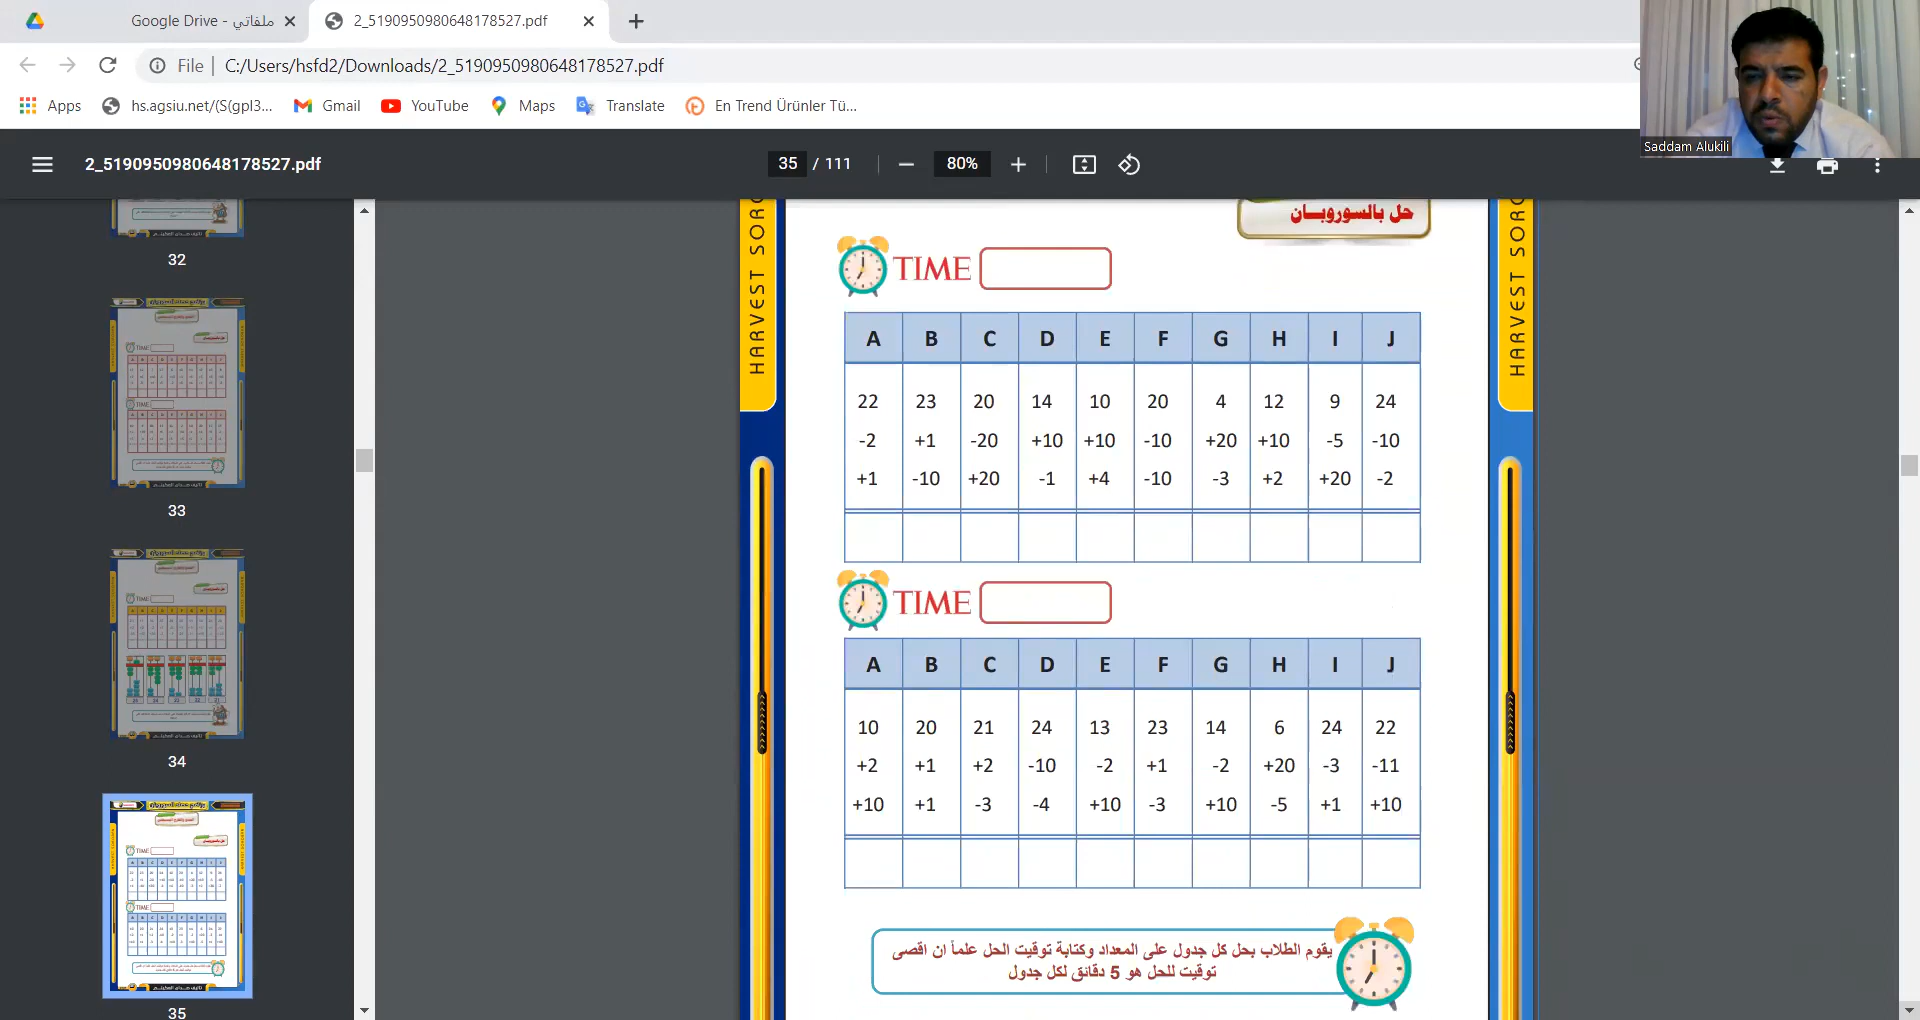 ملفاتي - Google Drive
2_5190950980648178527.pdf
File
C:/Users/hsfd2/Downloads/2_5190950980648178527.pdf
Apps
hs.agsiu.net/(S(gpl3...
Gmail
YouTube
Maps
Translate
En Trend Ürünler Tü...
Saddam Alukili
2_5190950980648178527.pdf
35 / 111
80%
32
33
34
35
HARVEST SORO
HARVEST SORO
حل بالسوروبـــان
TIME
A B C D E F G H I J
22 23 20 14 10 20 4 12 9 24
-2 +1 -20 +10 +10 -10 +20 +10 -5 -10
+1 -10 +20 -1 +4 -10 -3 +2 +20 -2
TIME
A B C D E F G H I J
10 20 21 24 13 23 14 6 24 22
+2 +1 +2 -10 -2 +1 -2 +20 -3 -11
+10 +1 -3 -4 +10 -3 +10 -5 +1 +10
يقوم الطلاب بحل كل جدول على المعداد وكتابة توقيت الحل علماً ان اقصى
توقيت للحل هو 5 دقائق لكل جدول